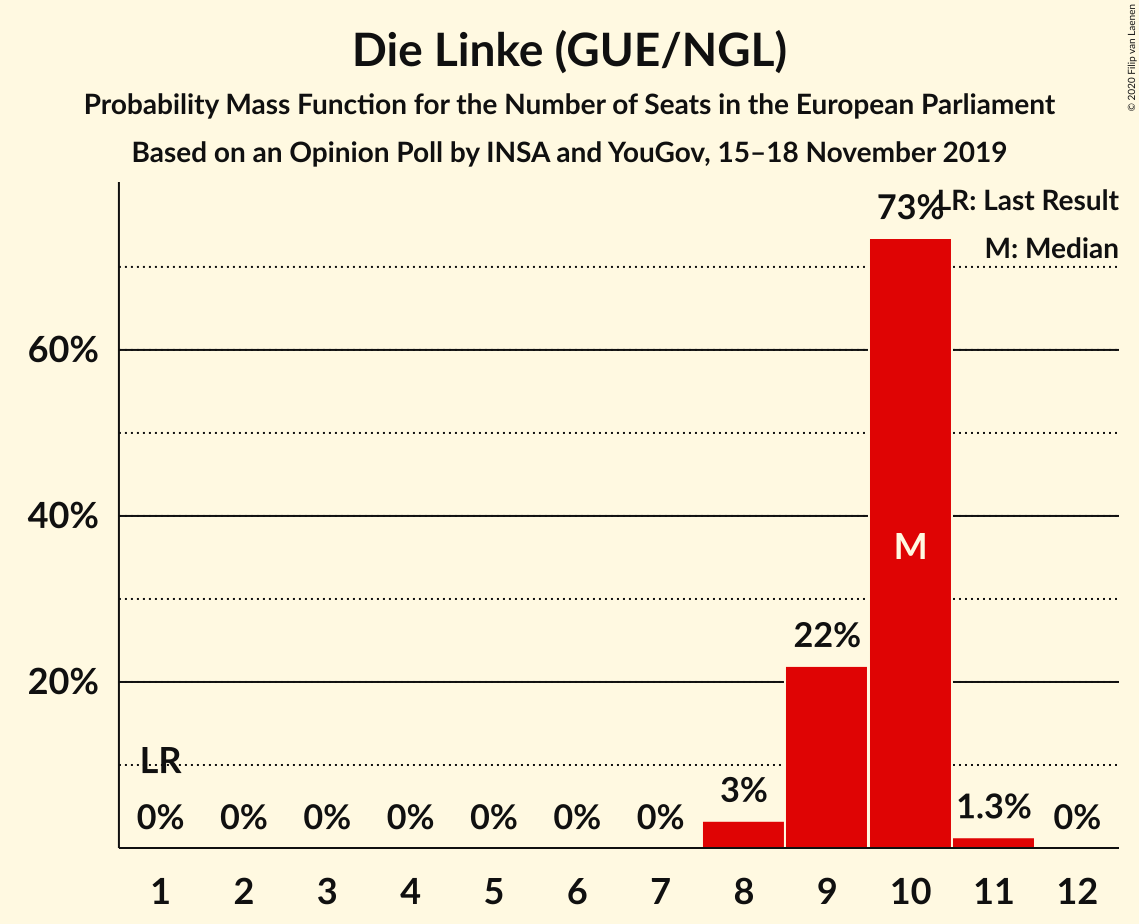 Die Linke (GUE/NGL)
Probability Mass Function for the Number of Seats in the European Parliament
Based on an Opinion Poll by INSA and YouGov, 15–18 November 2019
© 2020 Filip van Laenen
LR: Last Result
M: Median
73%
60%
40%
M
22%
20%
LR
0% 0% 0% 0% 0% 0% 0% 3% 1.3% 0%
1 2 3 4 5 6 7 8 9 10 11 12